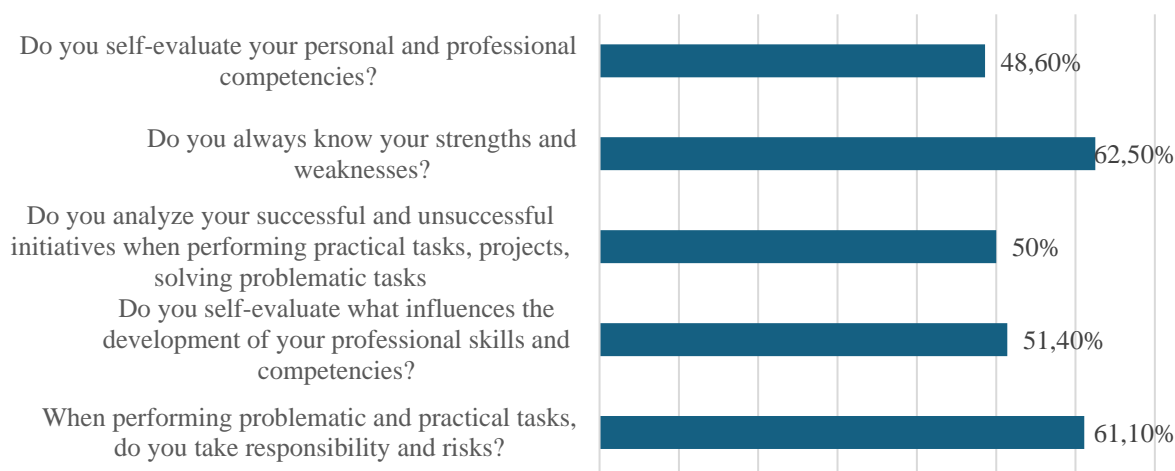 Do you self-evaluate your personal and professional
competencies?
48,60%
Do you always know your strengths and
weaknesses?
62,50%
Do you analyze your successful and unsuccessful
initiatives when performing practical tasks, projects,
solving problematic tasks
50%
Do you self-evaluate what influences the
development of your professional skills and
competencies?
51,40%
When performing problematic and practical tasks,
do you take responsibility and risks?
61,10%